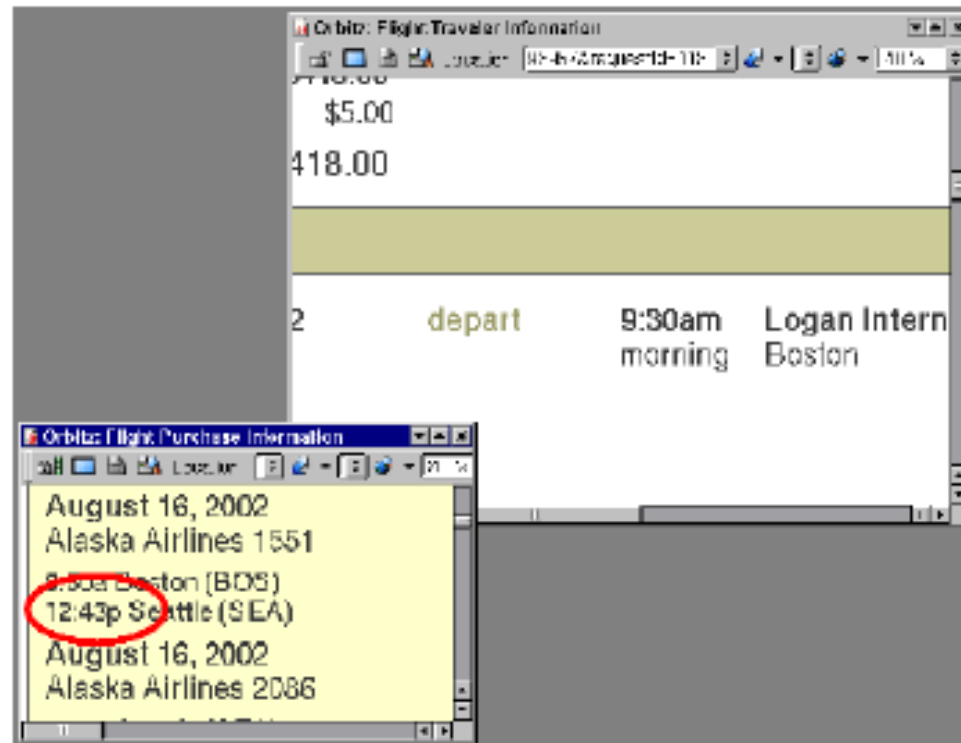 Orbitz: Flight Traveler Information
Location
$5.00
418.00
2 depart 9:30am Logan Intern
morning Boston
Orbitz: Flight Purchase Information
Location
August 16, 2002
Alaska Airlines 1551
Boston (BOS)
12:43p Seattle (SEA)
August 16, 2002
Alaska Airlines 2086